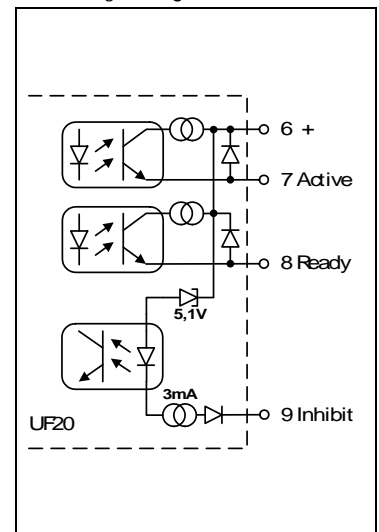 6 +
7 Active
8 Ready
5,1V
3mA
9 Inhibit
UF20